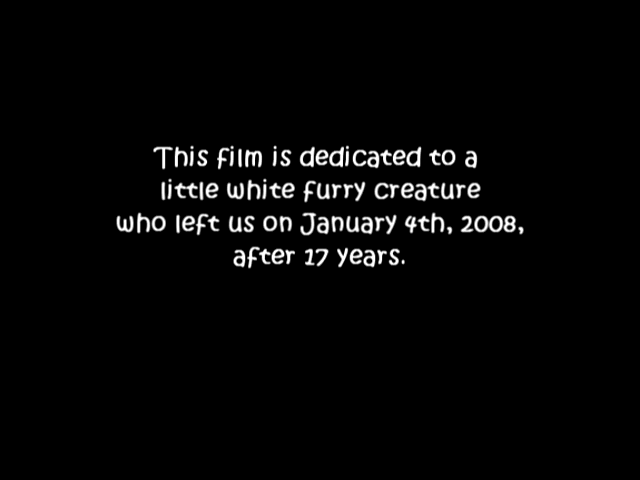 This film is dedicated to a
little white furry creature
who left us on January 4th, 2008,
after 17 years.